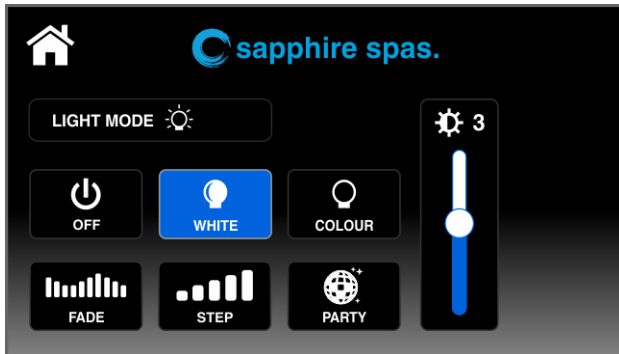 sapphire spas.
LIGHT MODE
3
OFF
WHITE
COLOUR
FADE
STEP
PARTY